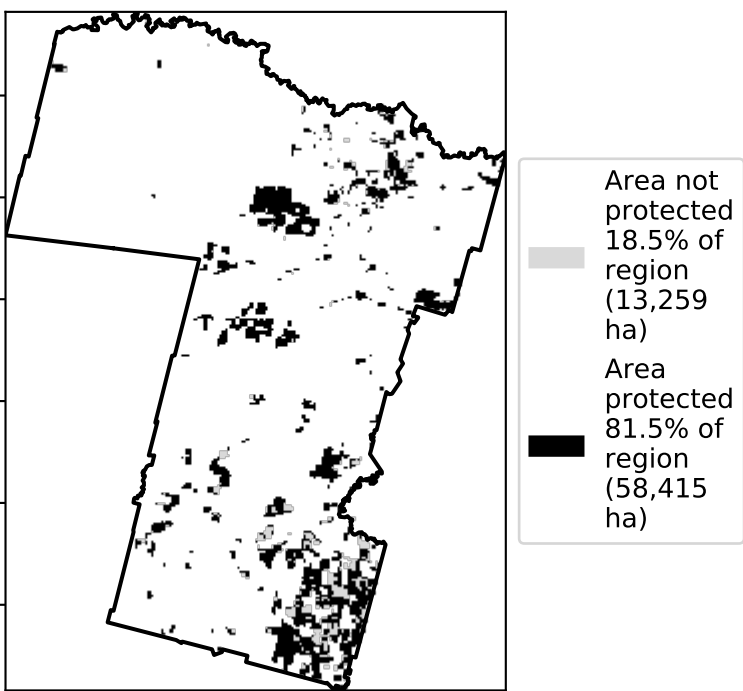 Area not
protected
18.5% of
region
(13,259
ha)
Area
protected
81.5% of
region
(58,415
ha)